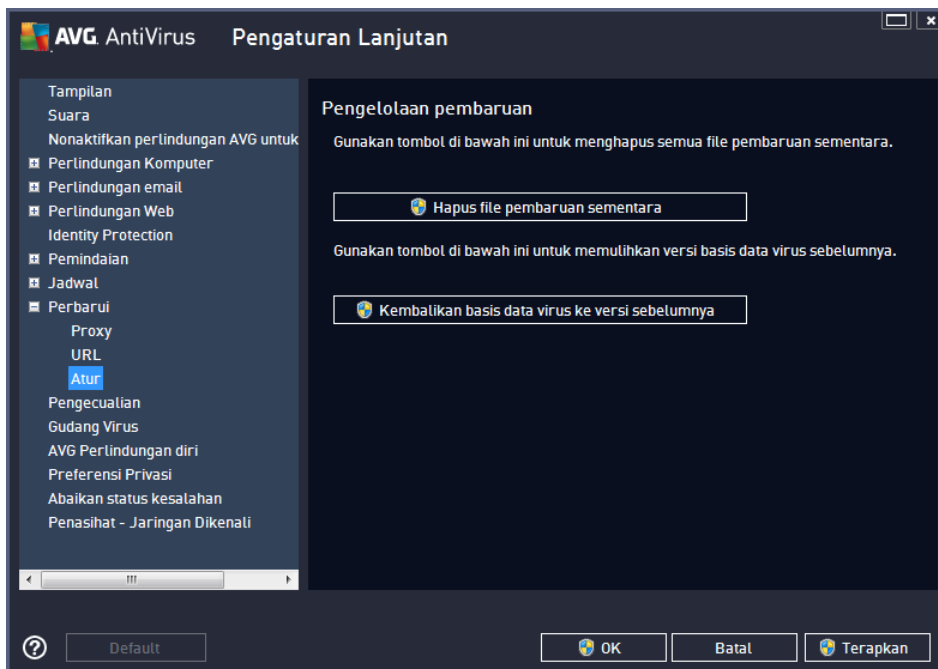 AVG. AntiVirus Pengaturan Lanjutan
Tampilan
Suara
Nonaktifkan perlindungan AVG untuk
Perlindungan Komputer
Perlindungan email
Perlindungan Web
Identity Protection
Pemindaian
Jadwal
Perbarui
Proxy
URL
Atur
Pengecualian
Gudang Virus
AVG Perlindungan diri
Preferensi Privasi
Abaikan status kesalahan
Penasihat - Jaringan Dikenali
Pengelolaan pembaruan
Gunakan tombol di bawah ini untuk menghapus semua file pembaruan sementara.
Hapus file pembaruan sementara
Gunakan tombol di bawah ini untuk memulihkan versi basis data virus sebelumnya.
Kembalikan basis data virus ke versi sebelumnya
? Default OK Batal Terapkan